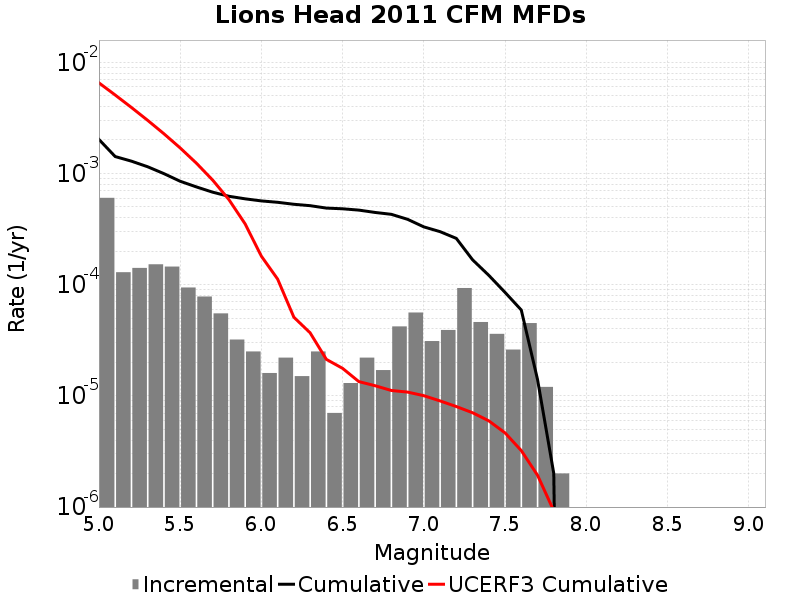 Lions Head 2011 CFM MFDs
10-2
10-3
10-4
10-5
10-6
Rate (1/yr)
5.0 5.5 6.0 6.5 7.0 7.5 8.0 8.5 9.0
Magnitude
Incremental Cumulative UCERF3 Cumulative